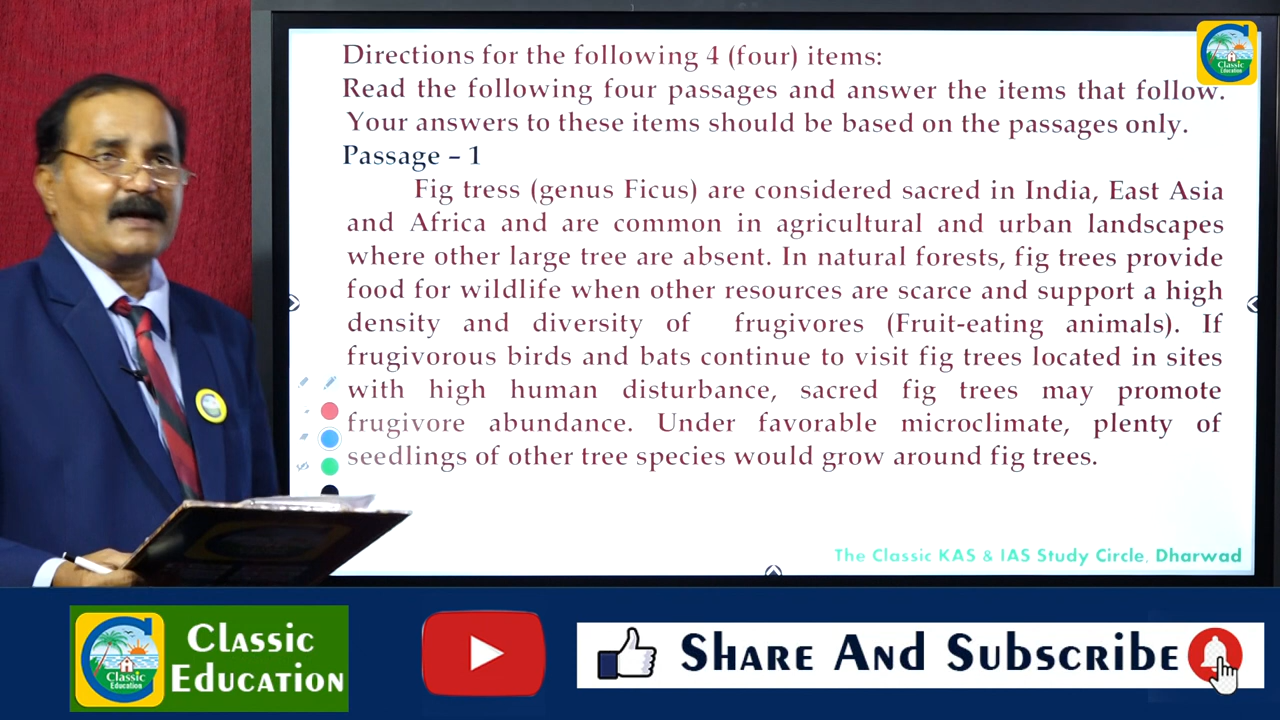 Directions for the following 4 (four) items:
Read the following four passages and answer the items that follow.
Your answers to these items should be based on the passages only.
Passage – 1
Fig tress (genus Ficus) are considered sacred in India, East Asia
and Africa and are common in agricultural and urban landscapes
where other large tree are absent. In natural forests, fig trees provide
food for wildlife when other resources are scarce and support a high
density and diversity of frugivores (Fruit-eating animals). If
frugivorous birds and bats continue to visit fig trees located in sites
with high human disturbance, sacred fig trees may promote
frugivore abundance. Under favorable microclimate, plenty of
seedlings of other tree species would grow around fig trees.
The Classic KAS & IAS Study Circle, Dharwad
Classic
Education
Classic
Education
Classic
Education
Share And Subscribe